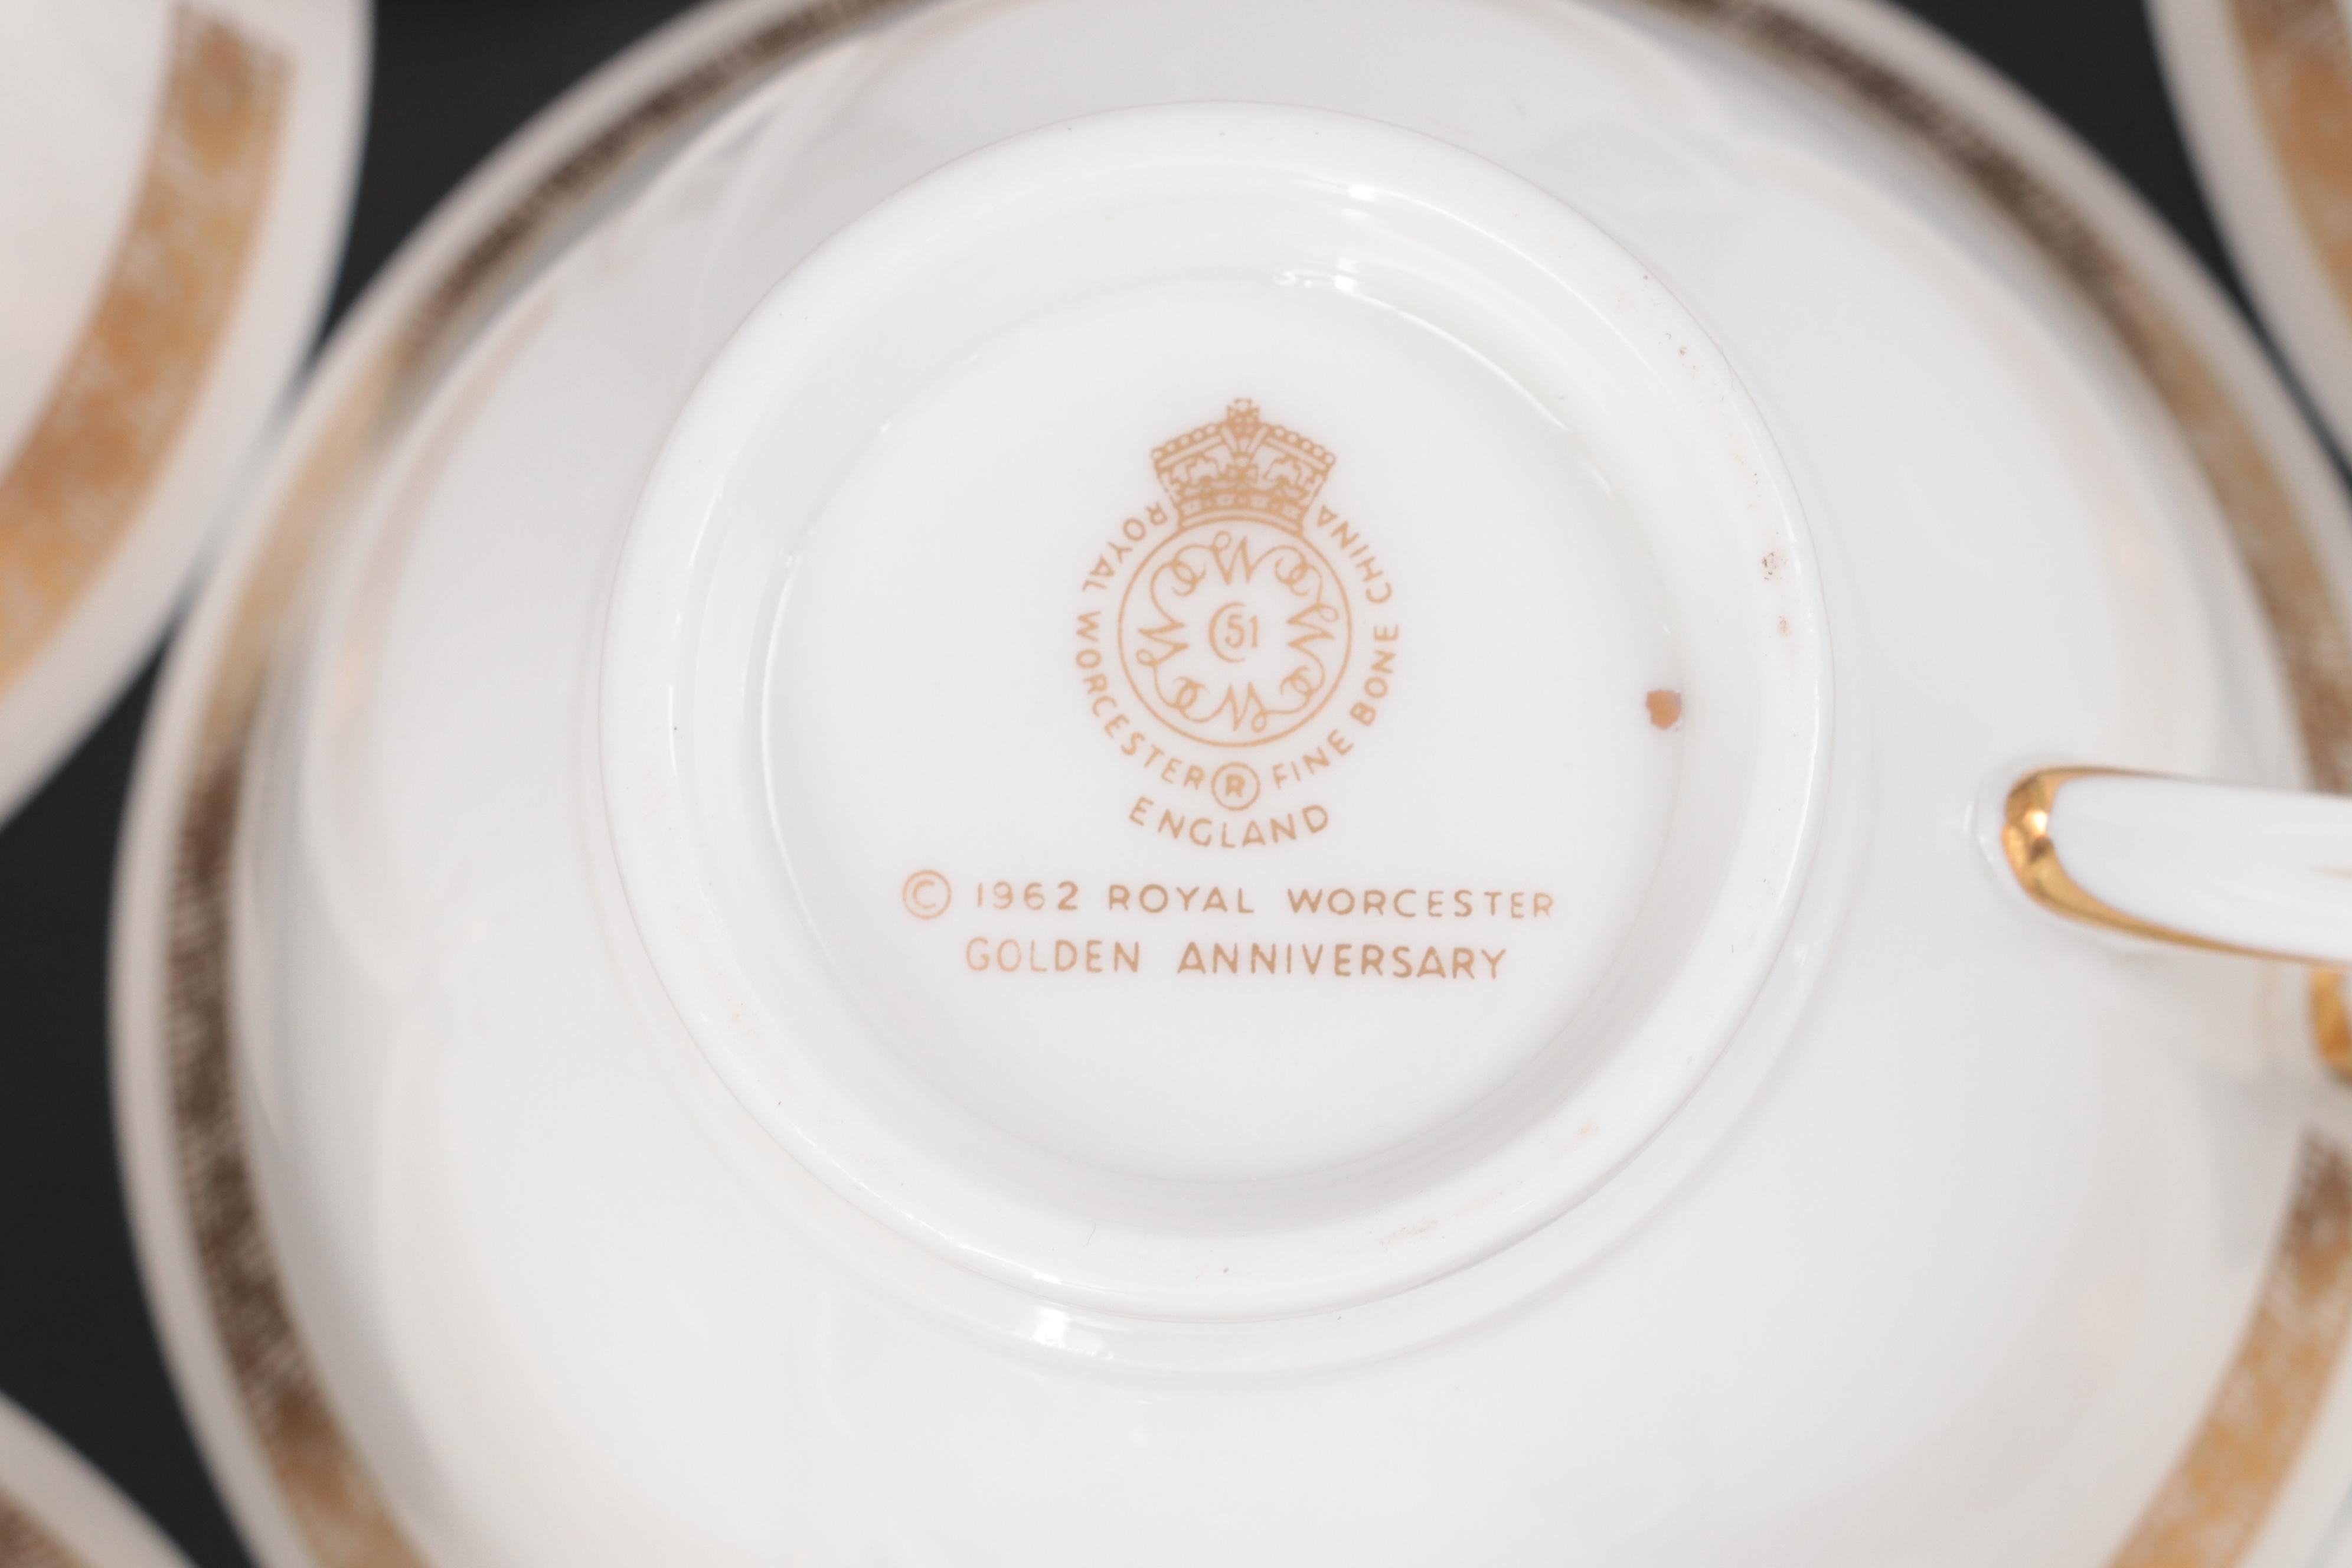 ROYAL WORCESTER ® FINE BONE CHINA
51
ENGLAND
© 1962 ROYAL WORCESTER
GOLDEN ANNIVERSARY